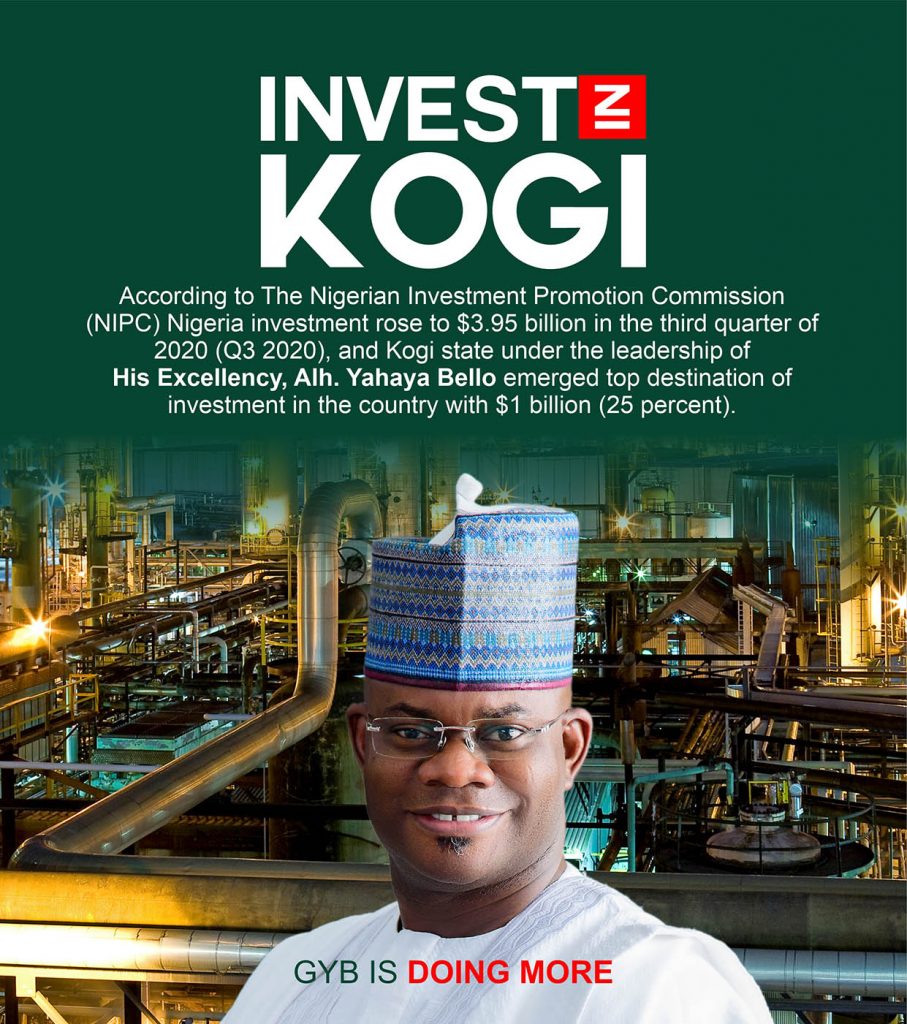 INVEST IN
KOGI
According to The Nigerian Investment Promotion Commission
(NIPC) Nigeria investment rose to $3.95 billion in the third quarter of
2020 (Q3 2020), and Kogi state under the leadership of
His Excellency, Alh. Yahaya Bello emerged top destination of
investment in the country with $1 billion (25 percent).
GYB IS DOING MORE